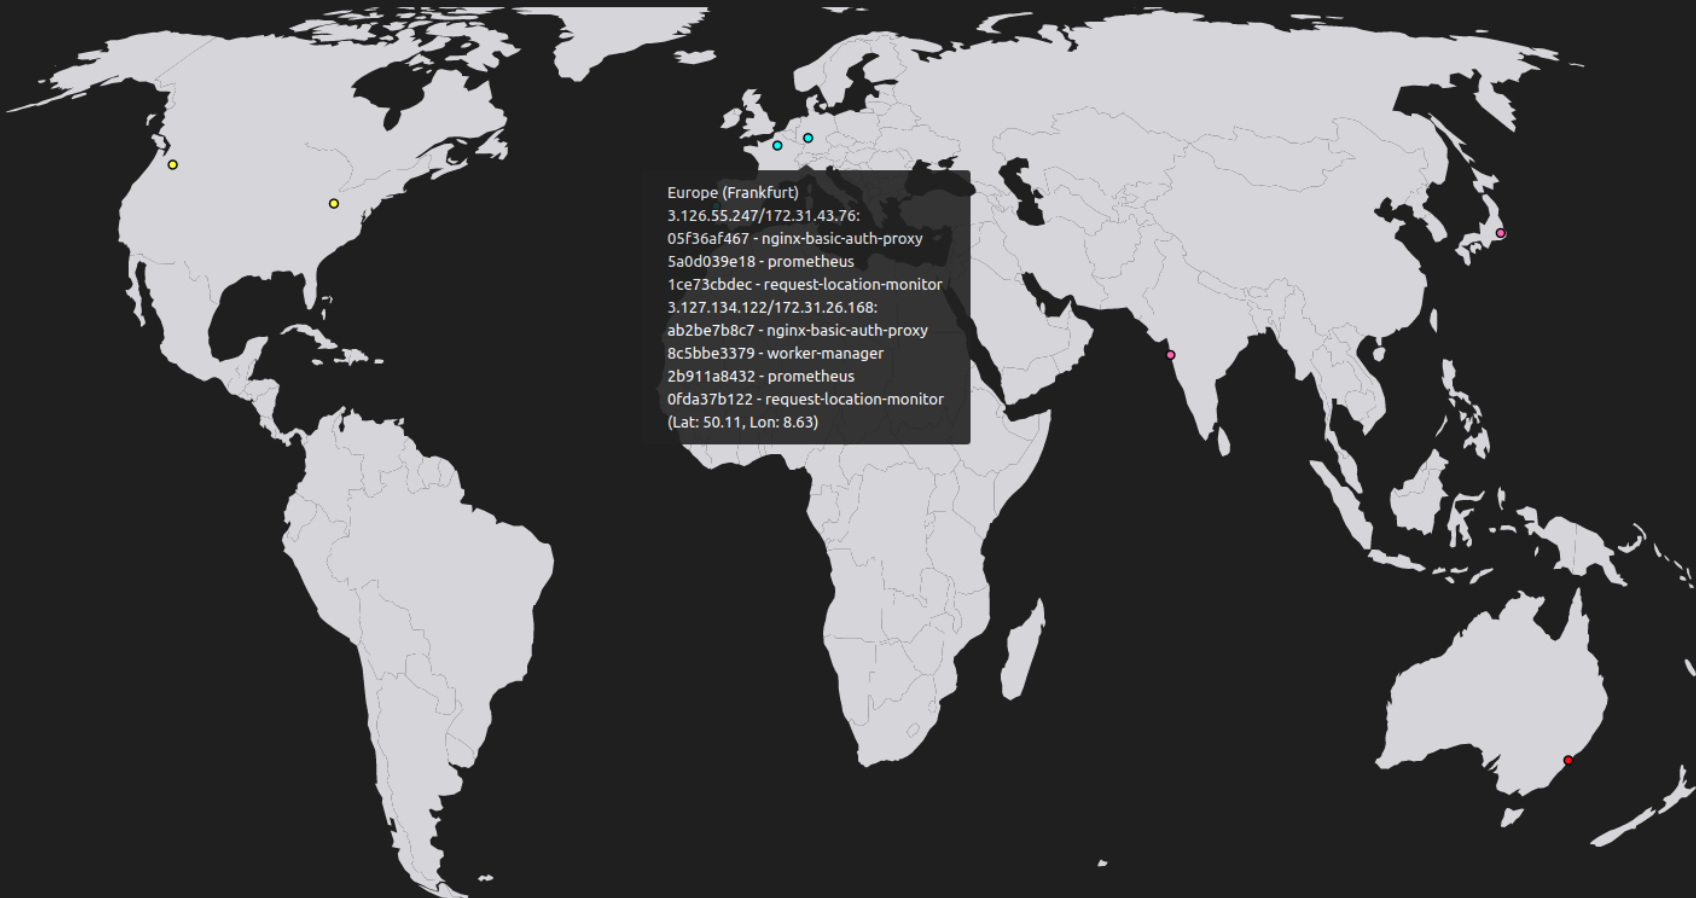 Europe (Frankfurt)
3.126.55.247/172.31.43.76:
05f36af467 - nginx-basic-auth-proxy
5a0d039e18 - prometheus
1ce73cbdec - request-location-monitor
3.127.134.122/172.31.26.168:
ab2be7b8c7 - nginx-basic-auth-proxy
8c5bbe3379 - worker-manager
2b911a8432 - prometheus
0fda37b122 - request-location-monitor
(Lat: 50.11, Lon: 8.63)